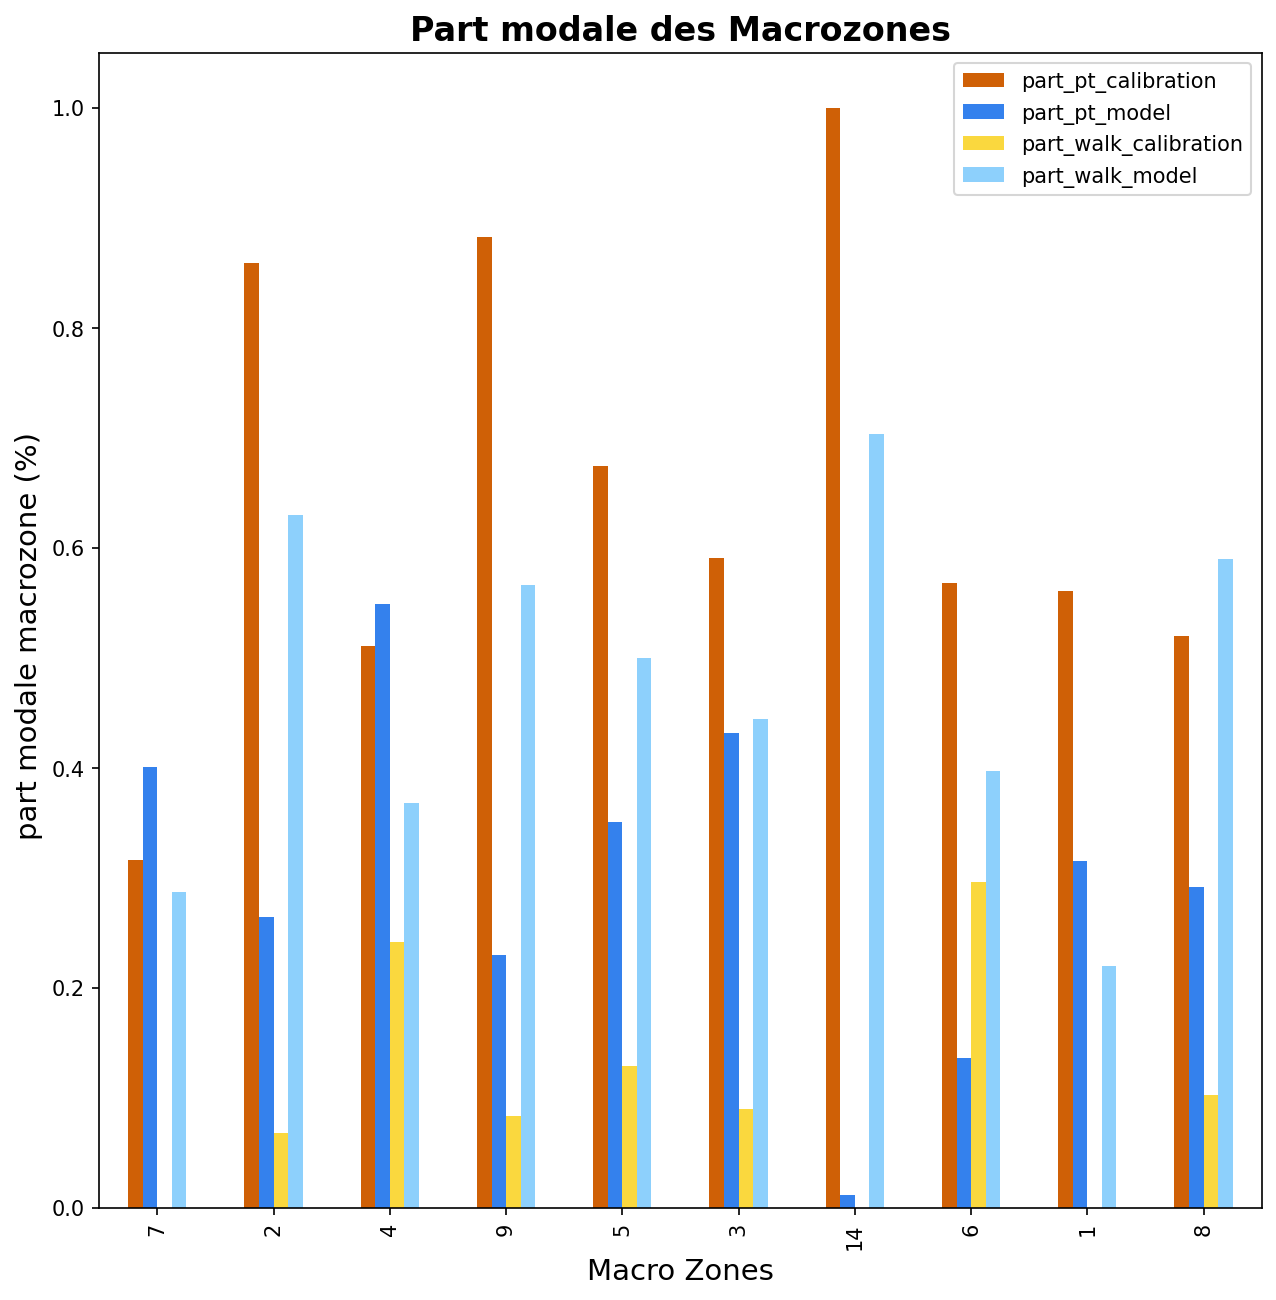 Part modale des Macrozones
part_pt_calibration
part_pt_model
part_walk_calibration
part_walk_model
part modale macrozone (%)
1.0
0.8
0.6
0.4
0.2
0.0
7 2 4 9 5 3 14 6 1 8
Macro Zones